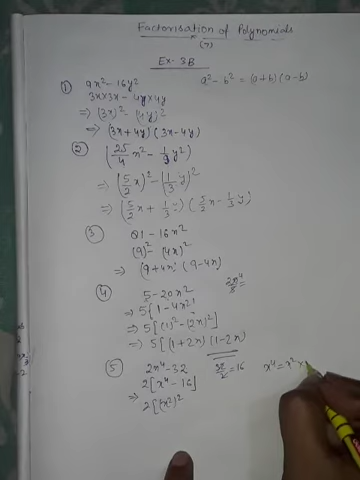 Factorisation of Polynomials
(7)
Ex. 3B
a² - b² = (a+b) (a-b)
① 9x² - 16y²
3x×3x - 4y×4y
⇒ (3x)² - (4y)²
⇒ (3x+4y) (3x-4y)
② (25/4 x² - 1/9 y²)
⇒ (5/2 x)² - (1/3 y)²
⇒ (5/2 x + 1/3 y) (5/2 x - 1/3 y)
③ 81 - 16x²
(9)² - (4x)²
⇒ (9+4x) (9-4x)
④ 5 - 20x²
⇒ 5[1 - 4x²]
⇒ 5[(1)² - (2x)²]
⇒ 5[(1+2x) (1-2x)
⑤ 2x⁴ - 32
32/2 = 16
x⁴ = x² ×
2[x⁴ - 16]
⇒
2[(x²)²